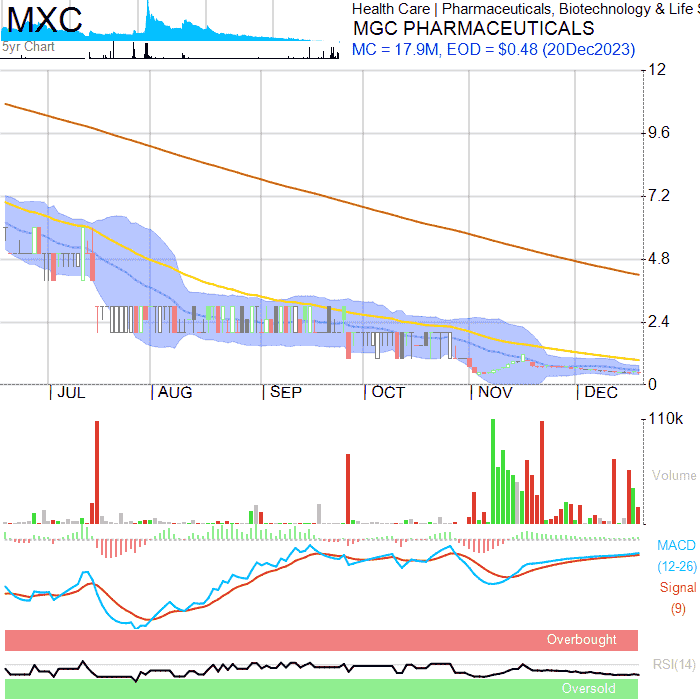 MXC
5yr Chart
Health Care | Pharmaceuticals, Biotechnology & Life S
MGC PHARMACEUTICALS
MC = 17.9M, EOD = $0.48 (20Dec2023)
12
9.6
7.2
4.8
2.4
0
JUL AUG SEP OCT NOV DEC
110k
Volume
MACD
(12-26)
Signal
(9)
Overbought
RSI(14)
Oversold